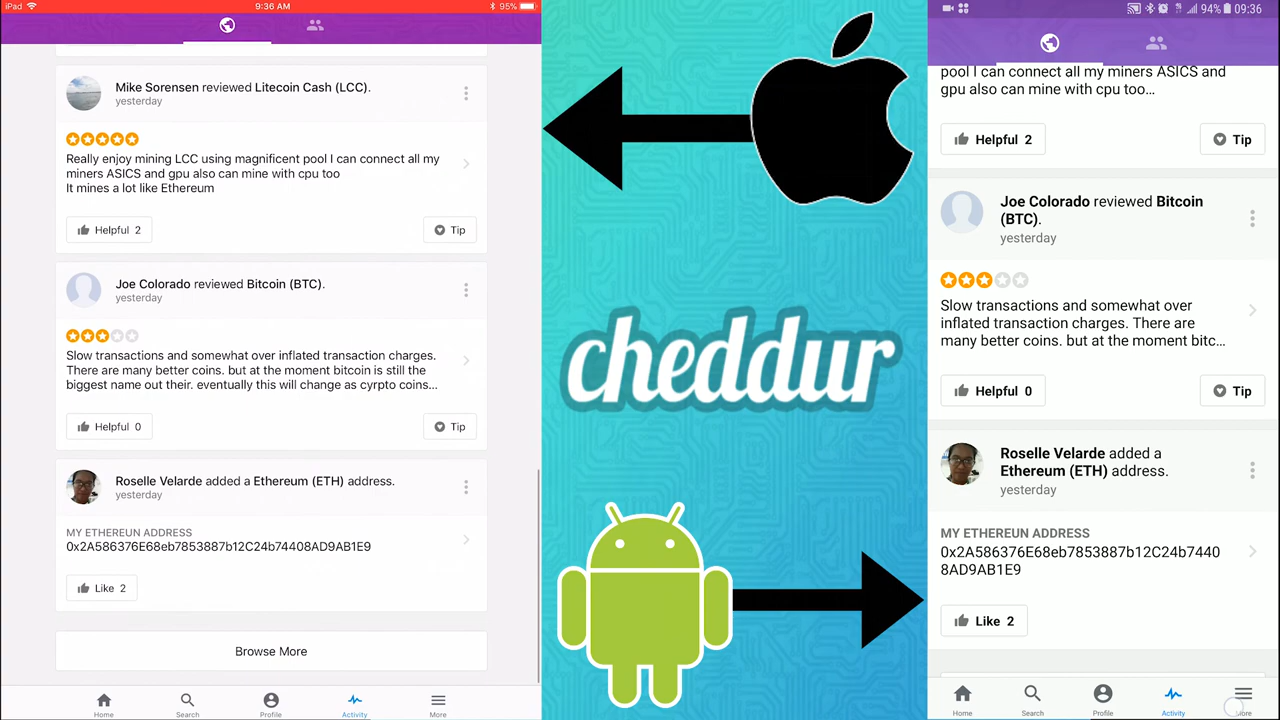 iPad
9:36 AM
95%
Mike Sorensen reviewed Litecoin Cash (LCC).
yesterday
Really enjoy mining LCC using magnificent pool I can connect all my
miners ASICS and gpu also can mine with cpu too
It mines a lot like Ethereum
Helpful 2
Tip
Joe Colorado reviewed Bitcoin (BTC).
yesterday
Slow transactions and somewhat over inflated transaction charges.
There are many better coins. but at the moment bitcoin is still the
biggest name out their. eventually this will change as cyrpto coins...
Helpful 0
Tip
Roselle Velarde added a Ethereum (ETH) address.
yesterday
MY ETHEREUN ADDRESS
0x2A586376E68eb7853887b12C24b74408AD9AB1E9
Like 2
Browse More
Home
Search
Profile
Activity
More
cheddur
94%
09:36
pool I can connect all my miners ASICS and
gpu also can mine with cpu too...
Helpful 2
Tip
Joe Colorado reviewed Bitcoin
(BTC).
yesterday
Slow transactions and somewhat over
inflated transaction charges. There are
many better coins. but at the moment bitc...
Helpful 0
Tip
Roselle Velarde added a
Ethereum (ETH) address.
yesterday
MY ETHEREUN ADDRESS
0x2A586376E68eb7853887b12C24b7440
8AD9AB1E9
Like 2
Home
Search
Profile
Activity
More